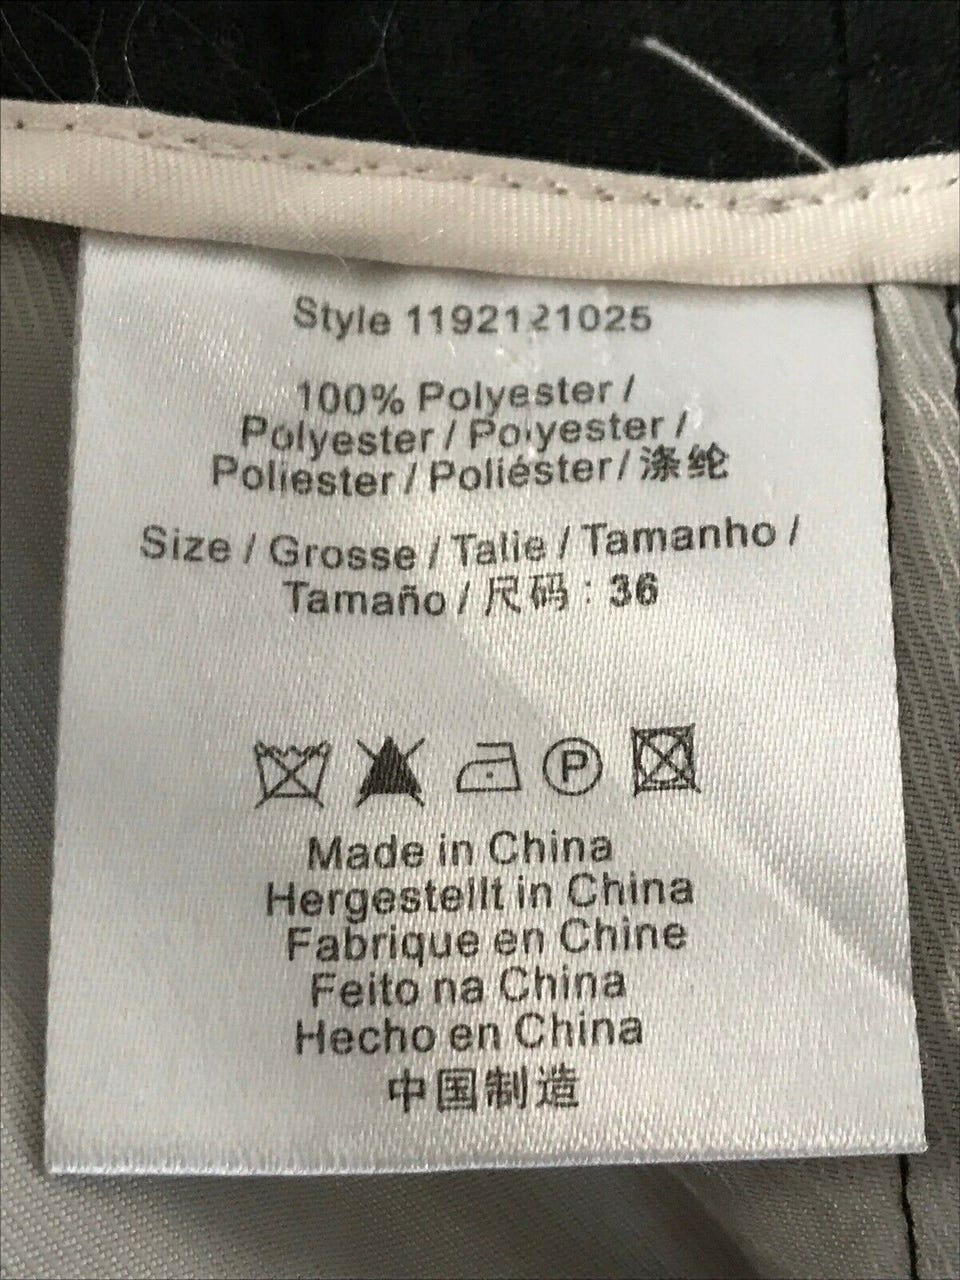 Style 1192121025
100% Polyester /
Polyester / Polyester /
Poliester / Poliéster / 涤纶
Size / Grosse / Talie / Tamanho /
Tamaño / 尺码 : 36
P
Made in China
Hergestellt in China
Fabrique en Chine
Feito na China
Hecho en China
中国制造